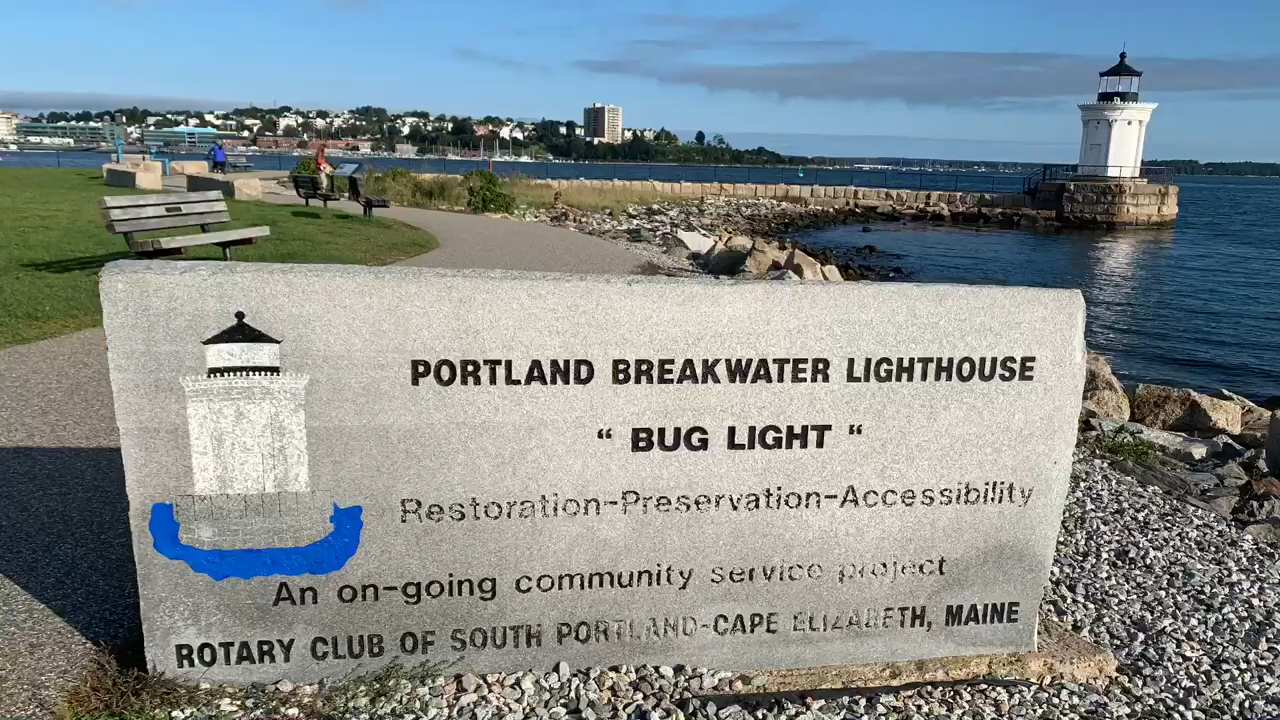 PORTLAND BREAKWATER LIGHTHOUSE
“ BUG LIGHT “
Restoration-Preservation-Accessibility
An on-going community service project
ROTARY CLUB OF SOUTH PORTLAND-CAPE ELIZABETH, MAINE